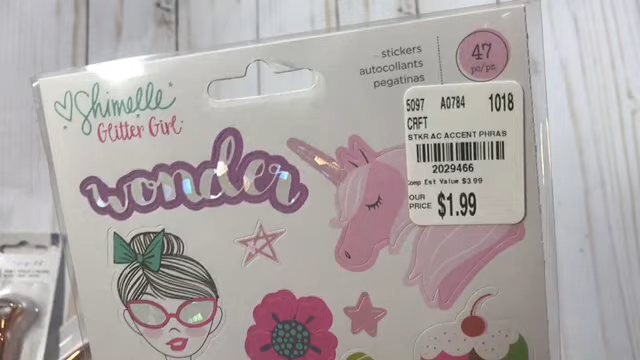 Shimelle
Glitter Girl
stickers
autocollants
pegatinas
47
pc/pz
5097 A0784 1018
CRFT
STKR AC ACCENT PHRAS
2029466
Comp Est Value $3.99
OUR
PRICE $1.99
wonder